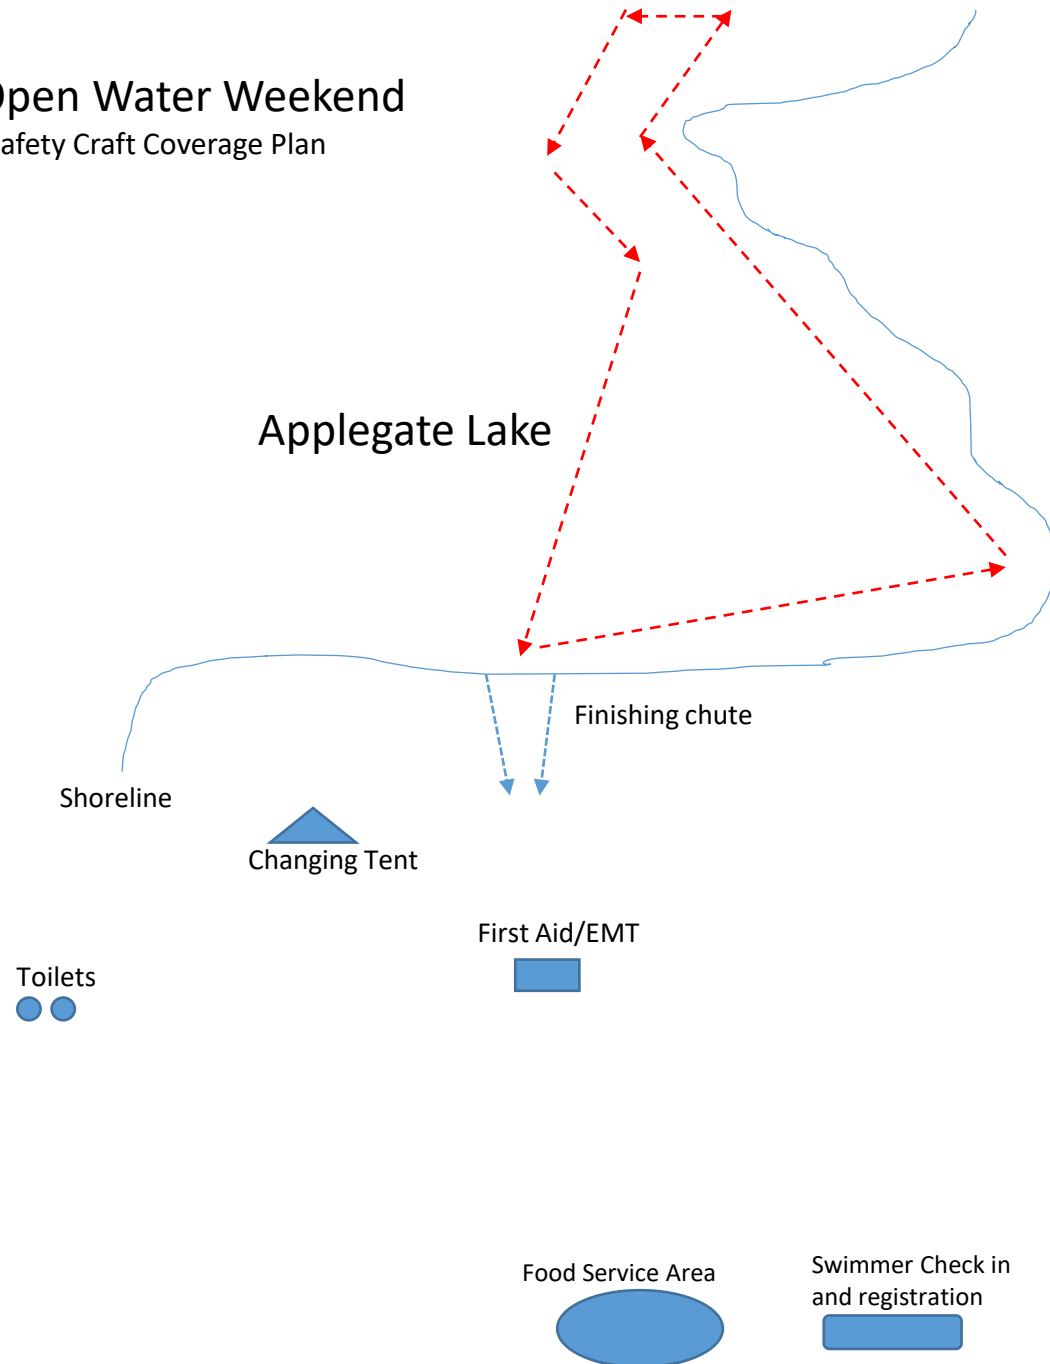 Open Water Weekend
afety Craft Coverage Plan
Applegate Lake
Finishing chute
Shoreline
Changing Tent
First Aid/EMT
Toilets
Food Service Area
Swimmer Check in
and registration